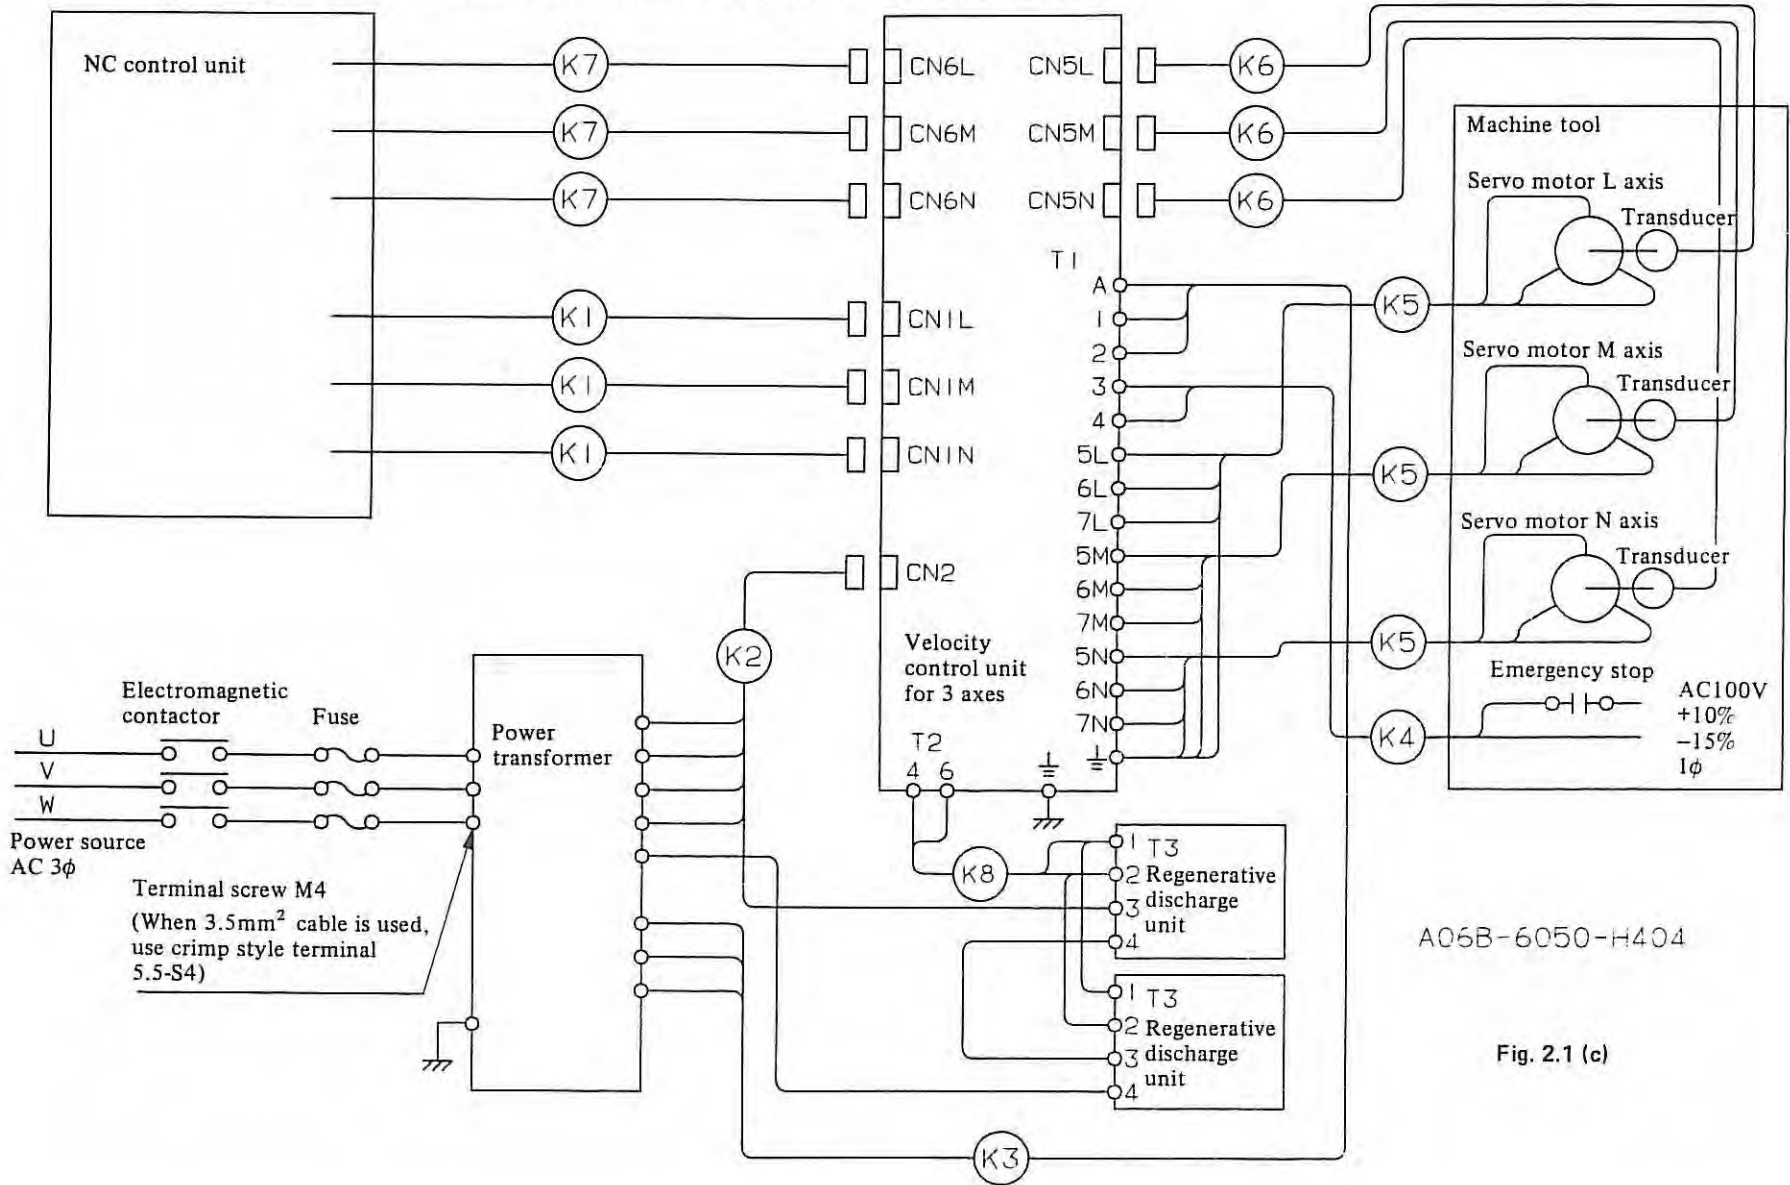 NC control unit
K7
CN6L
CN5L
K6
K7
CN6M
CN5M
K6
K7
CN6N
CN5N
K6
Machine tool
Servo motor L axis
Transducer
T1
A
1
2
3
4
5L
6L
7L
5M
6M
7M
5N
6N
7N
K1
CN1L
K1
CN1M
K1
CN1N
K5
Servo motor M axis
Transducer
K5
Servo motor N axis
Transducer
K5
CN2
K2
Velocity
control unit
for 3 axes
T2
4 6
Emergency stop
AC100V
+10%
−15%
1ϕ
K4
Electromagnetic
contactor
Fuse
Power
transformer
U
V
W
Power source
AC 3ϕ
Terminal screw M4
(When 3.5mm² cable is used,
use crimp style terminal
5.5-S4)
K8
1 T3
2 Regenerative
3 discharge
unit
4
1 T3
2 Regenerative
3 discharge
unit
4
K3
A06B-6050-H404
Fig. 2.1 (c)